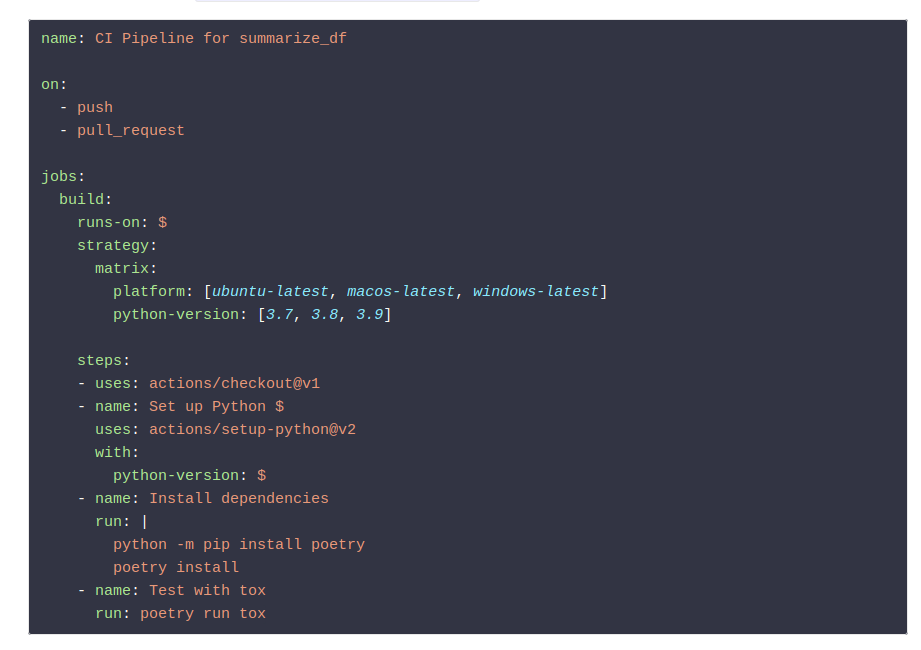 name: CI Pipeline for summarize_df
on:
- push
- pull_request
jobs:
build:
runs-on: $
strategy:
matrix:
platform: [ubuntu-latest, macos-latest, windows-latest]
python-version: [3.7, 3.8, 3.9]
steps:
- uses: actions/checkout@v1
- name: Set up Python $
uses: actions/setup-python@v2
with:
python-version: $
- name: Install dependencies
run: |
python -m pip install poetry
poetry install
- name: Test with tox
run: poetry run tox